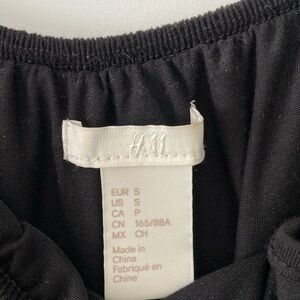 H&M
EUR S
US S
CA P
CN 165/88A
MX CH
Made in
China
Fabriqué en
Chine